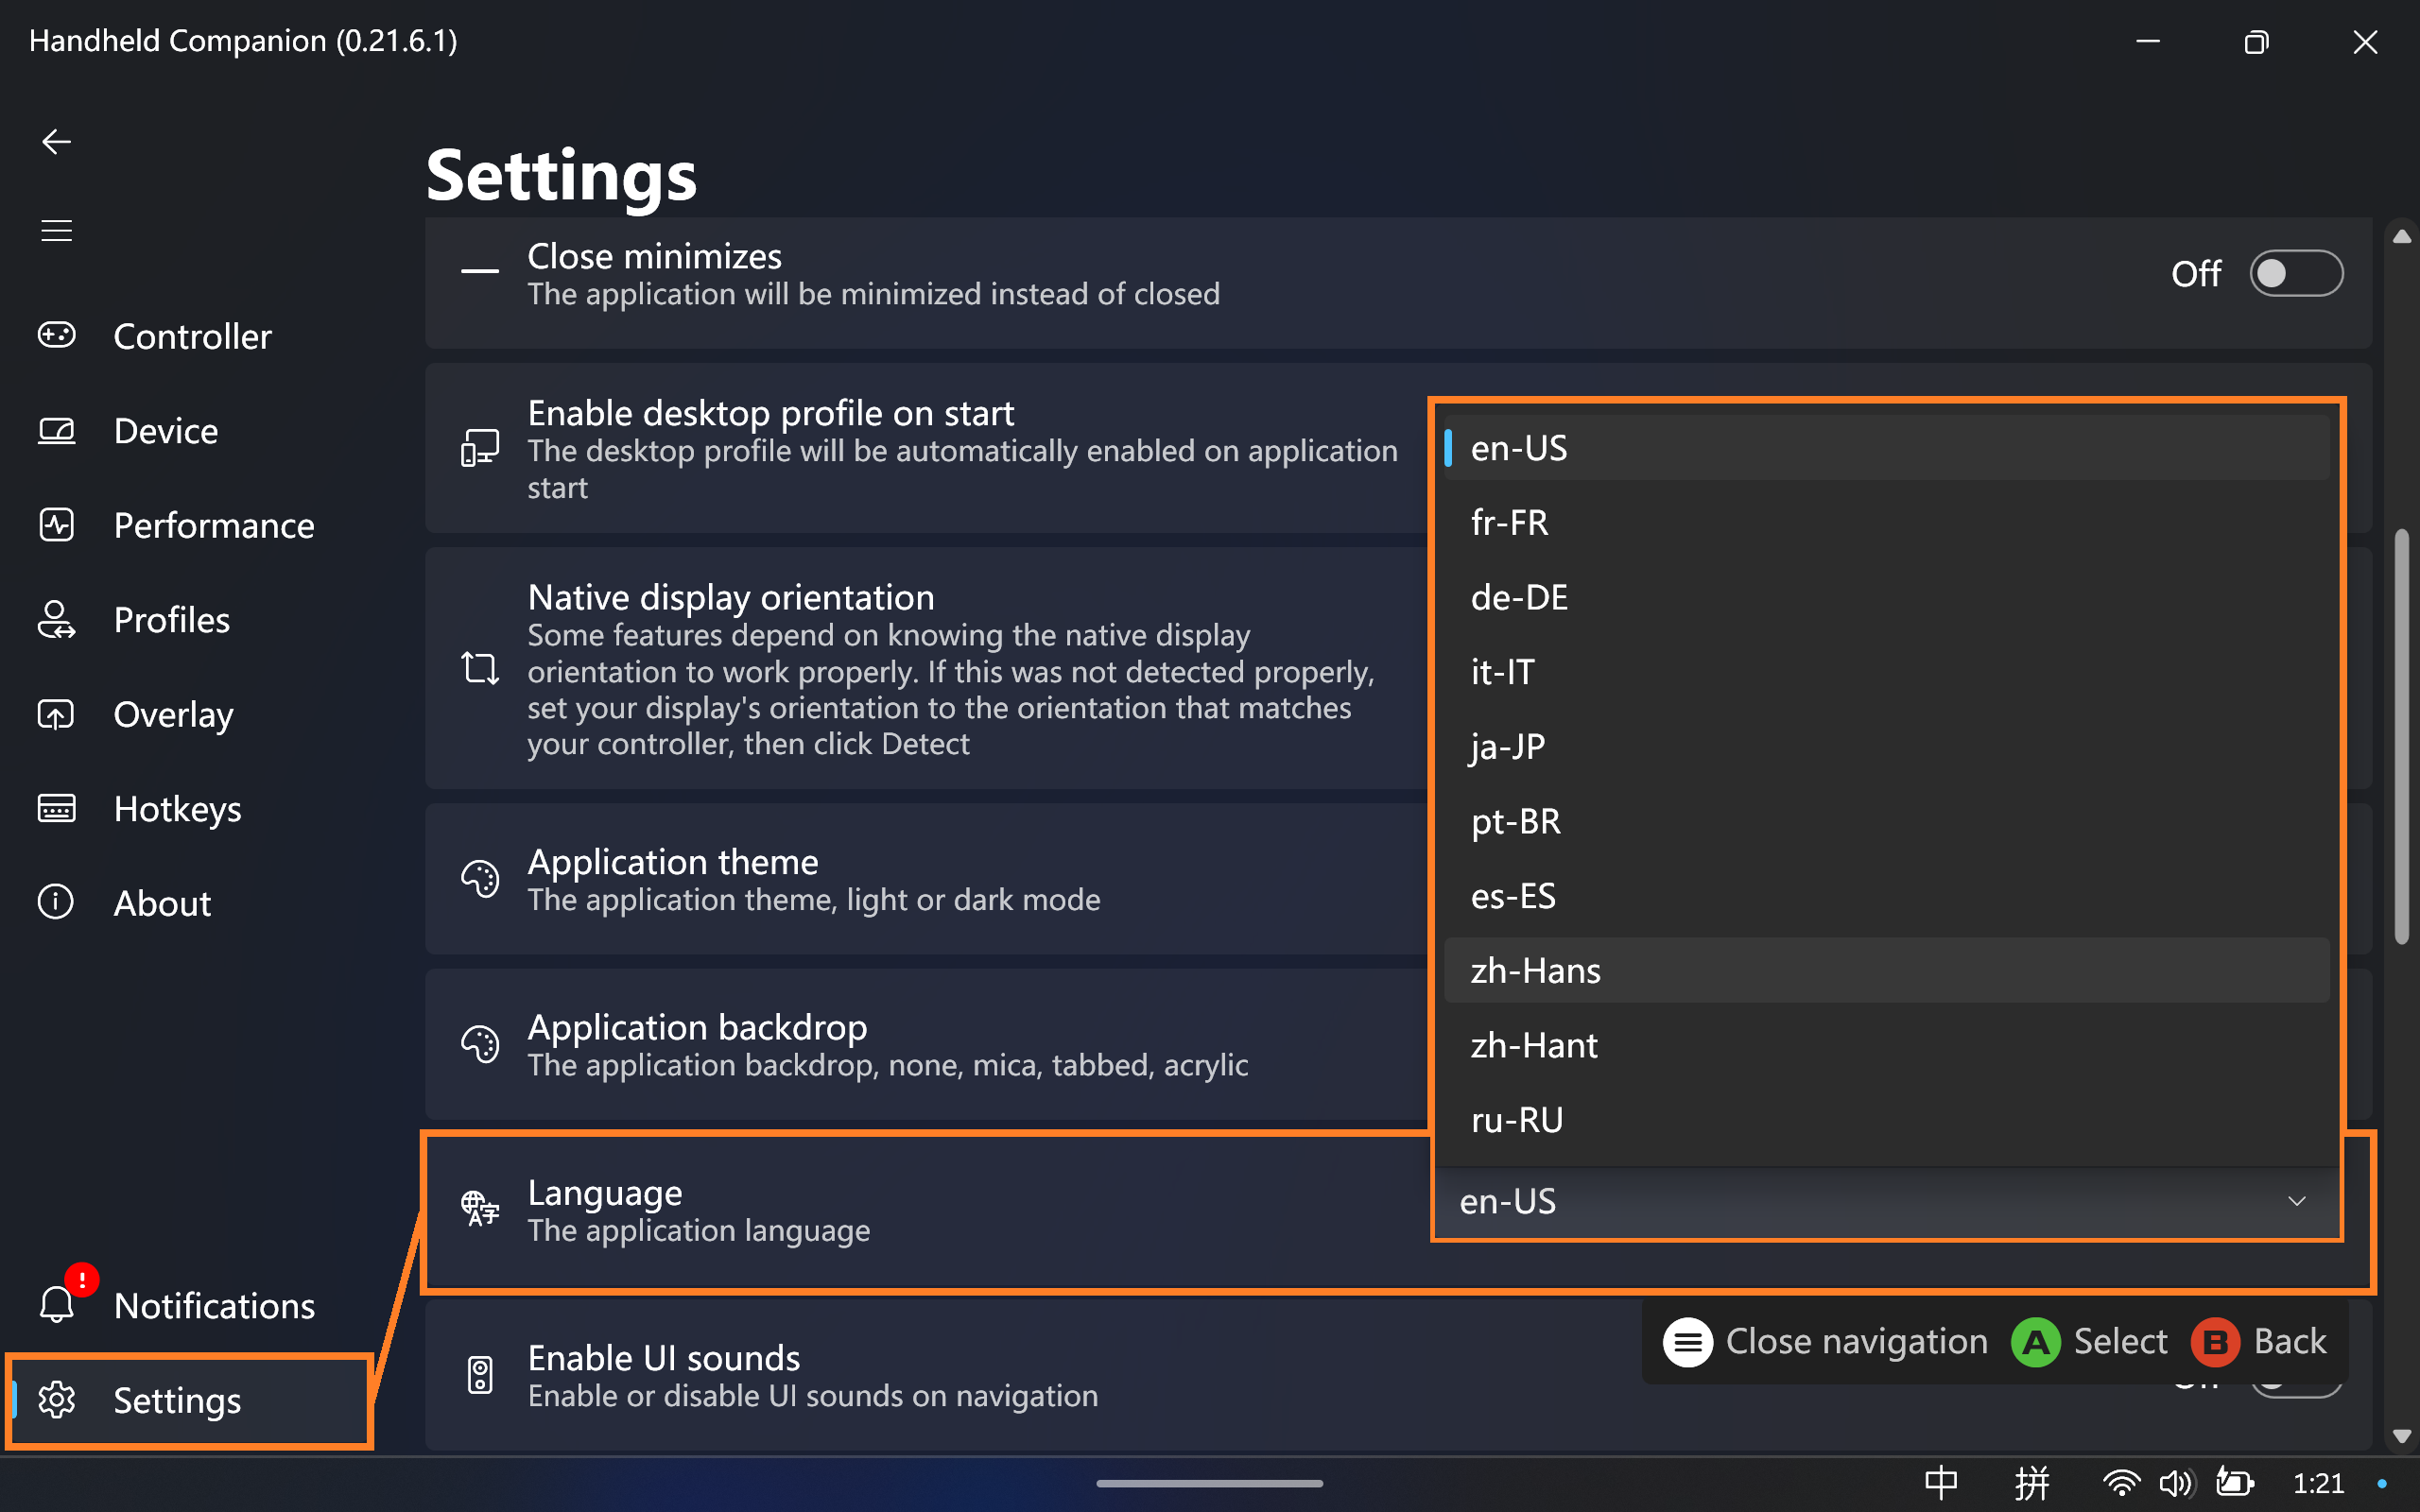 Handheld Companion (0.21.6.1)
Settings
Controller
Device
Performance
Profiles
Overlay
Hotkeys
About
Notifications
Settings
Close minimizes
The application will be minimized instead of closed
Off
Enable desktop profile on start
The desktop profile will be automatically enabled on application
start
Native display orientation
Some features depend on knowing the native display
orientation to work properly. If this was not detected properly,
set your display's orientation to the orientation that matches
your controller, then click Detect
Application theme
The application theme, light or dark mode
Application backdrop
The application backdrop, none, mica, tabbed, acrylic
en-US
fr-FR
de-DE
it-IT
ja-JP
pt-BR
es-ES
zh-Hans
zh-Hant
ru-RU
Language
The application language
en-US
Enable UI sounds
Enable or disable UI sounds on navigation
Close navigation A Select B Back
中 拼 1:21